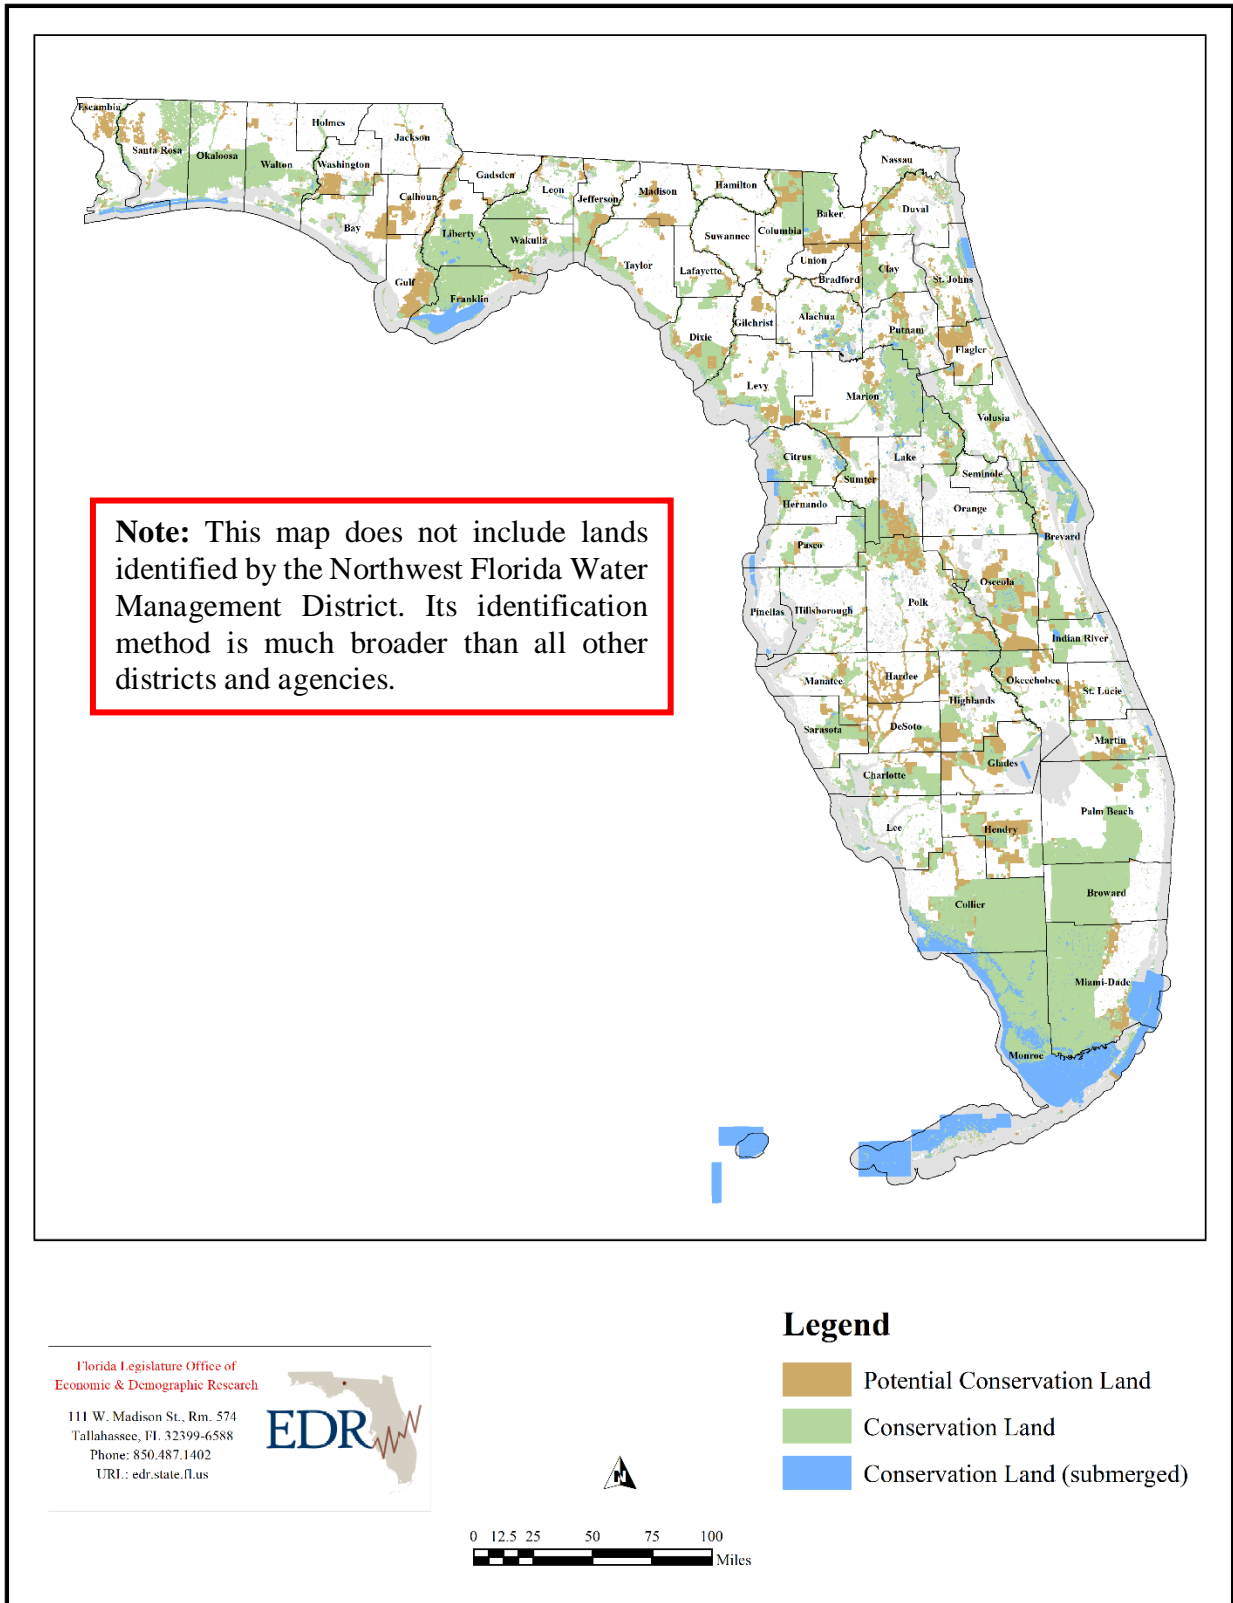 Escambia
Santa Rosa
Okaloosa
Walton
Holmes
Washington
Jackson
Bay
Calhoun
Gulf
Gadsden
Liberty
Franklin
Leon
Wakulla
Jefferson
Madison
Taylor
Hamilton
Suwannee
Lafayette
Dixie
Columbia
Baker
Union
Bradford
Gilchrist
Alachua
Levy
Nassau
Duval
Clay
St. Johns
Putnam
Flagler
Marion
Volusia
Citrus
Sumter
Lake
Seminole
Hernando
Orange
Pasco
Brevard
Osceola
Pinellas
Hillsborough
Polk
Indian River
Manatee
Hardee
Okeechobee
Highlands
St. Lucie
Sarasota
DeSoto
Martin
Charlotte
Glades
Lee
Hendry
Palm Beach
Collier
Broward
Miami-Dade
Monroe
Note: This map does not include lands
identified by the Northwest Florida Water
Management District. Its identification
method is much broader than all other
districts and agencies.
Florida Legislature Office of
Economic & Demographic Research
111 W. Madison St., Rm. 574
Tallahassee, FL 32399-6588
Phone: 850.487.1402
URL: edr.state.fl.us
EDR
N
0 12.5 25 50 75 100
Miles
Legend
Potential Conservation Land
Conservation Land
Conservation Land (submerged)